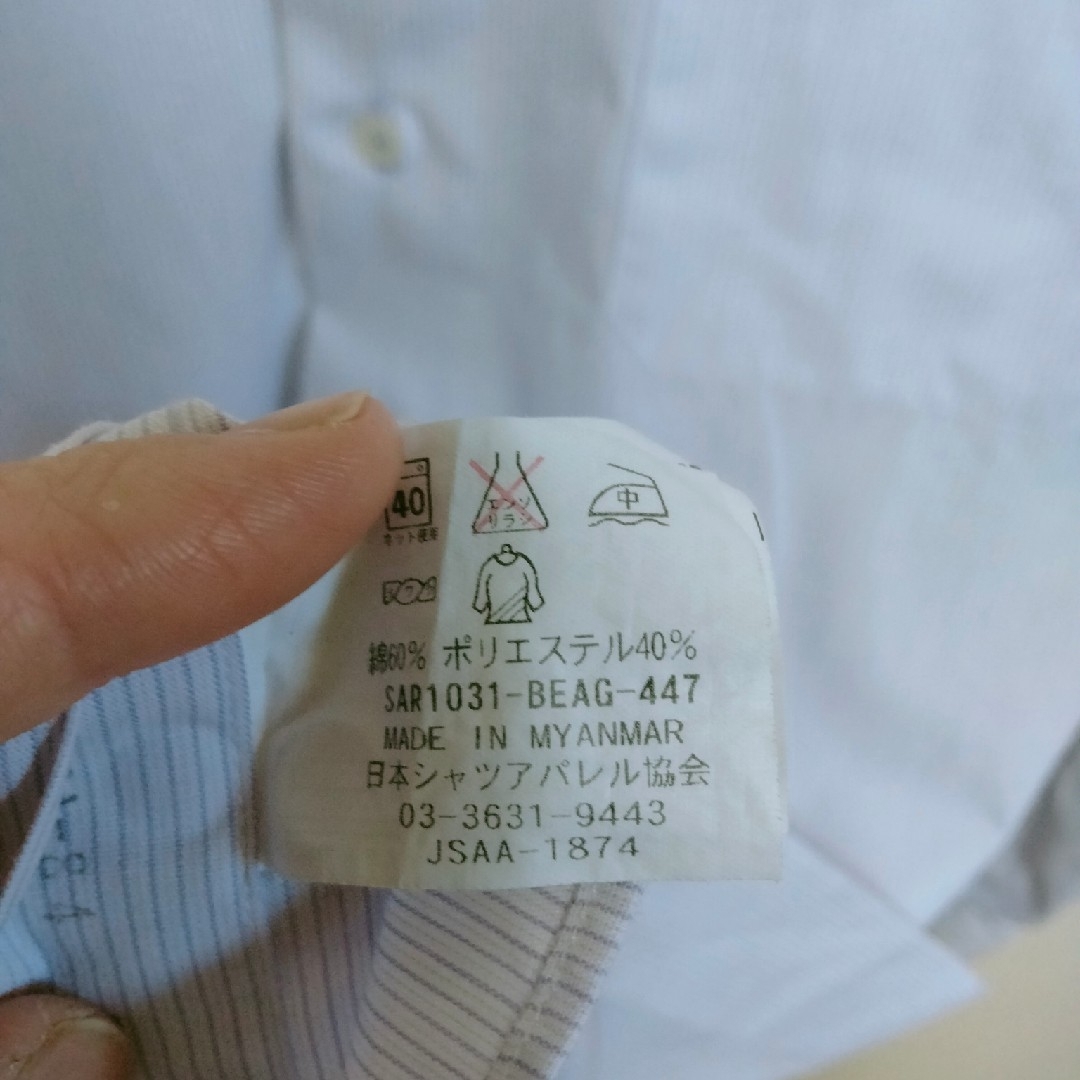 40
ネット使用
エンソ
サラシ
中
綿60% ポリエステル40%
SAR1031-BEAG-447
MADE IN MYANMAR
日本シャツアパレル協会
03-3631-9443
JSAA-1874